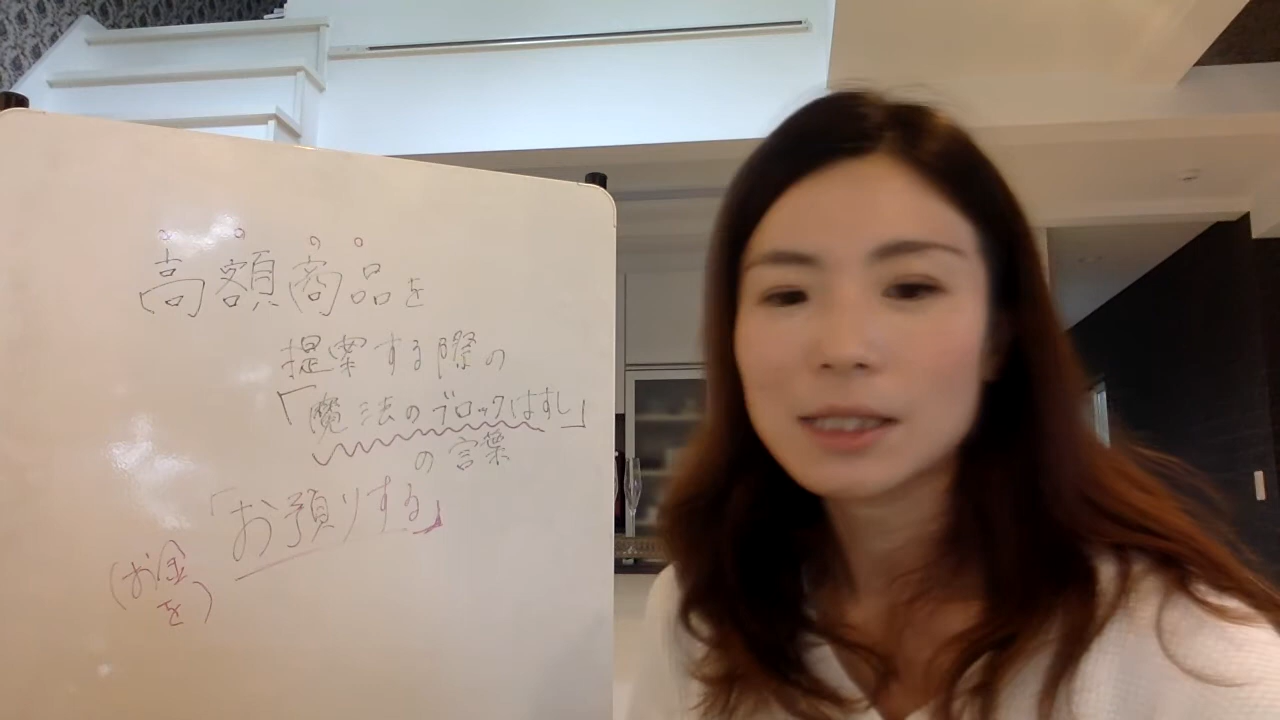 高額商品を
提案する際の
「魔法のブロックはずし」
の言葉
「お預りする」
(お金
を)